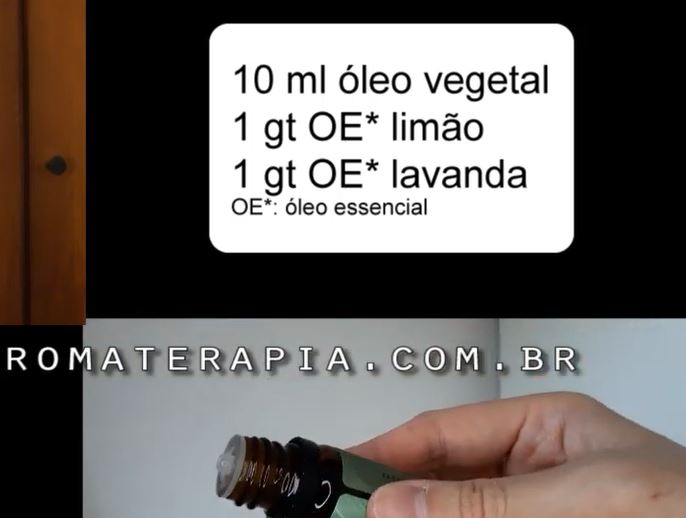 10 ml óleo vegetal
1 gt OE* limão
1 gt OE* lavanda
OE*: óleo essencial
ROMATERAPIA.COM.BR